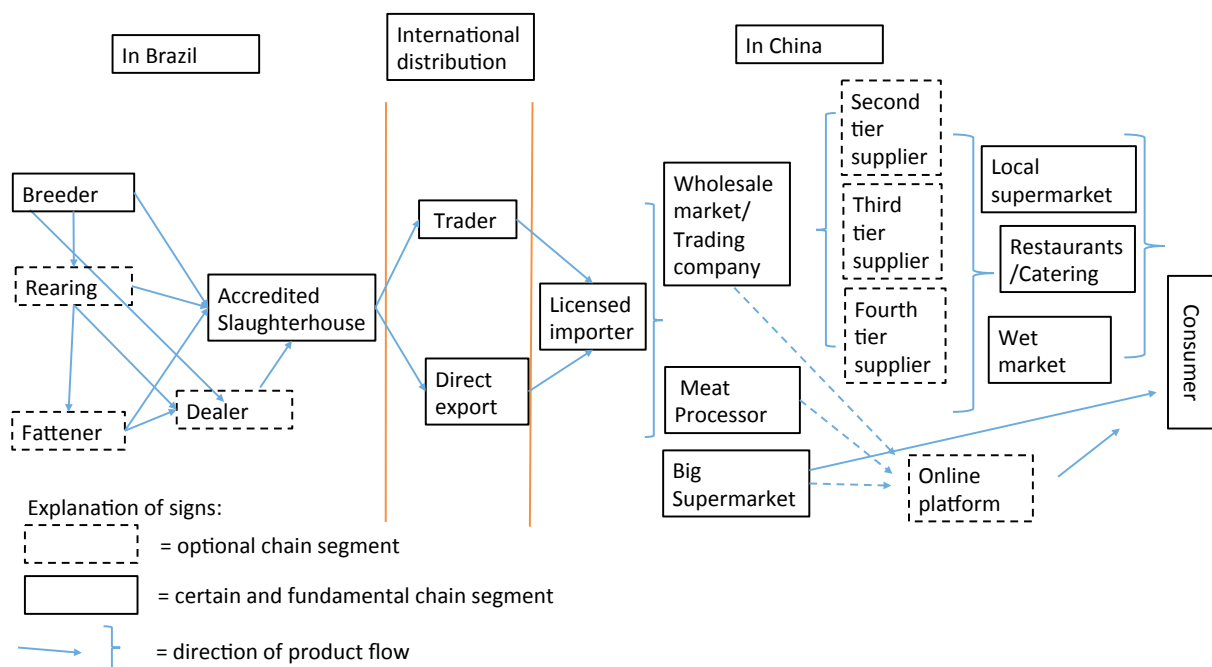 In Brazil
International
distribution
In China
Breeder
Rearing
Fattener
Dealer
Accredited
Slaughterhouse
Trader
Direct
export
Licensed
importer
Wholesale
market/
Trading
company
Meat
Processor
Big
Supermarket
Second
tier
supplier
Third
tier
supplier
Fourth
tier
supplier
Local
supermarket
Restaurants
/Catering
Wet
market
Online
platform
Consumer
Explanation of signs:
= optional chain segment
= certain and fundamental chain segment
= direction of product flow